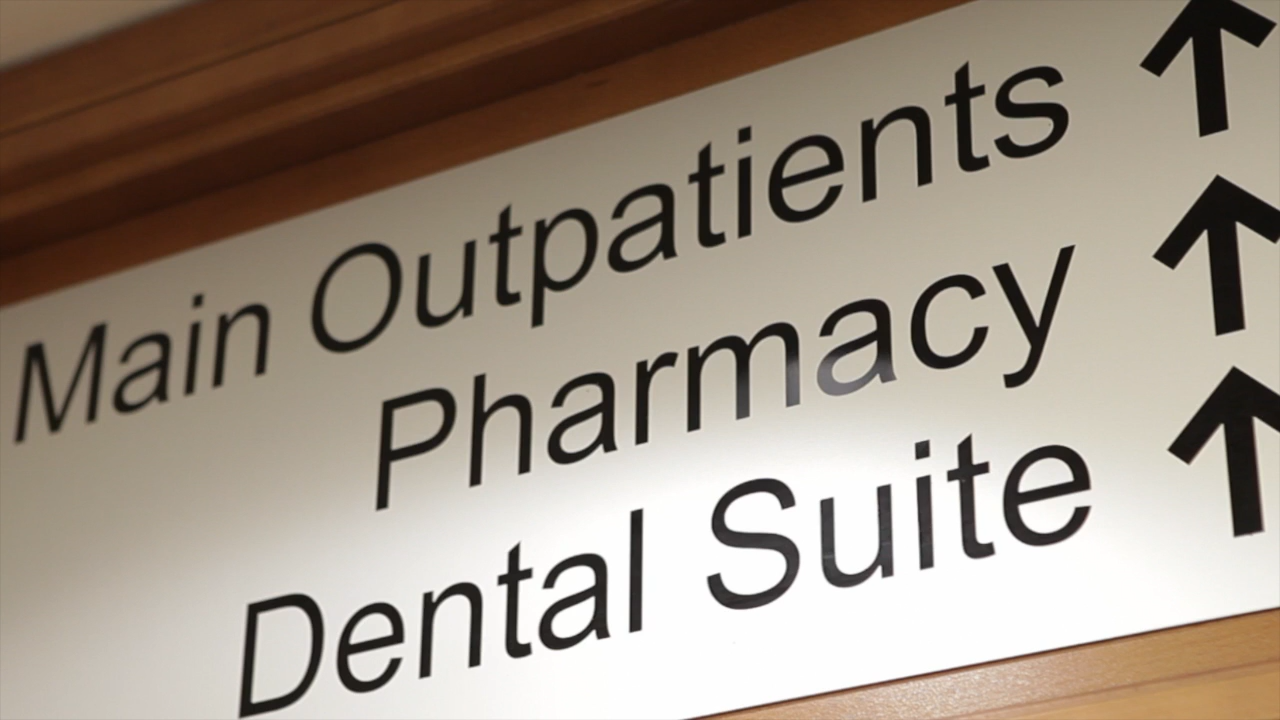 Main Outpatients ↑
Pharmacy ↑
Dental Suite ↑